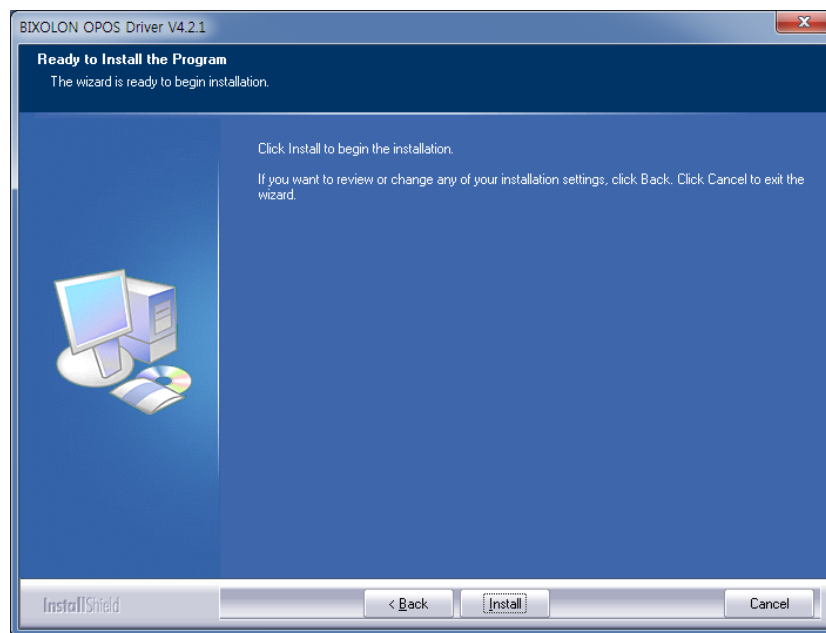 BIXOLON OPOS Driver V4.2.1
Ready to Install the Program
The wizard is ready to begin installation.
Click Install to begin the installation.
If you want to review or change any of your installation settings, click Back. Click Cancel to exit the
wizard.
InstallShield
< Back
Install
Cancel